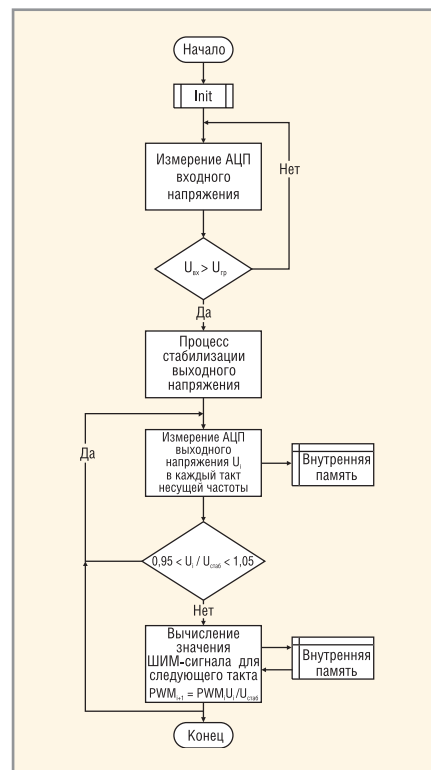 Начало
Init
Измерение АЦП
входного
напряжения
Нет
Uвх > Uгр
Да
Процесс
стабилизации
выходного
напряжения
Да
Измерение АЦП
выходного
напряжения Ui
в каждый такт
несущей частоты
Внутренняя
память
0,95 < Ui / Uстаб < 1,05
Нет
Вычисление
значения
ШИМ-сигнала для
следующего такта
PWMi+1 = PWMiUi/Uстаб
Внутренняя
память
Конец